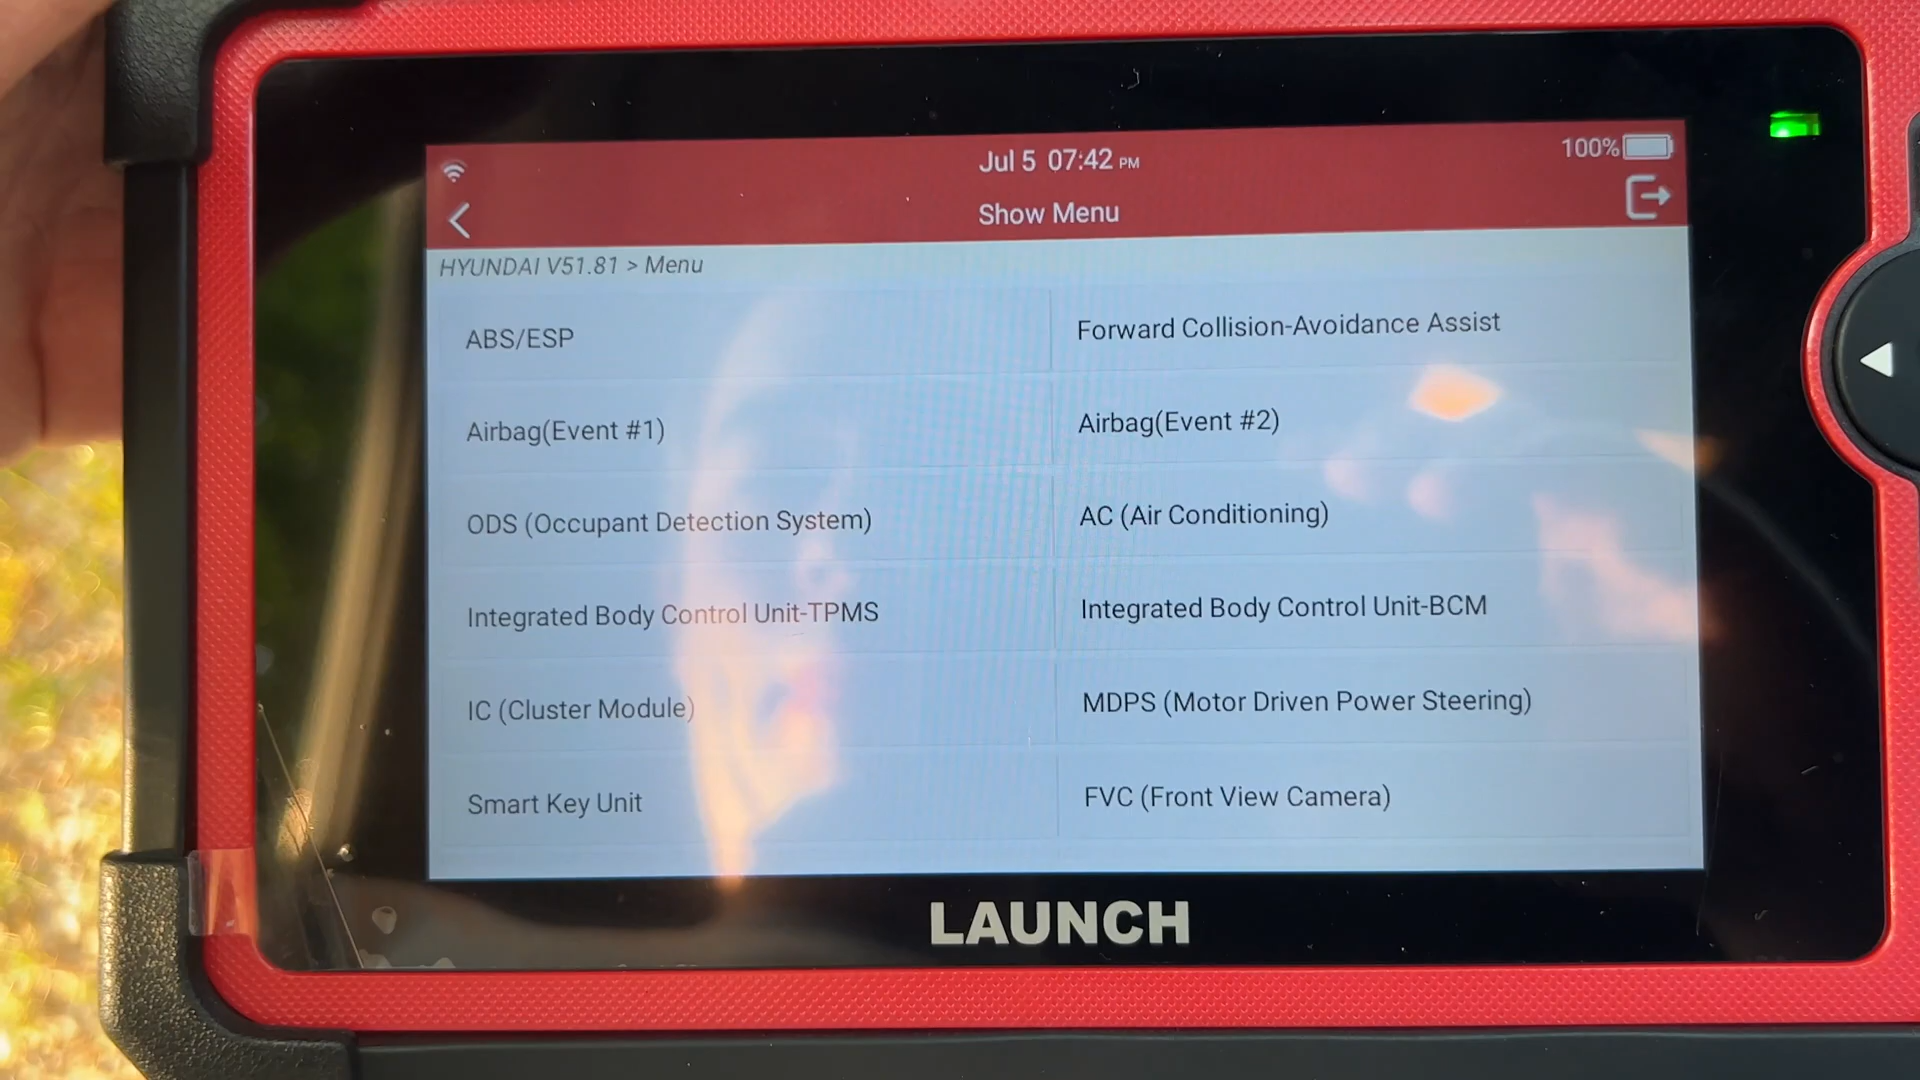 Jul 5 07:42 PM
100%
Show Menu
HYUNDAI V51.81 > Menu
ABS/ESP
Forward Collision-Avoidance Assist
Airbag(Event #1)
Airbag(Event #2)
ODS (Occupant Detection System)
AC (Air Conditioning)
Integrated Body Control Unit-TPMS
Integrated Body Control Unit-BCM
IC (Cluster Module)
MDPS (Motor Driven Power Steering)
Smart Key Unit
FVC (Front View Camera)
LAUNCH